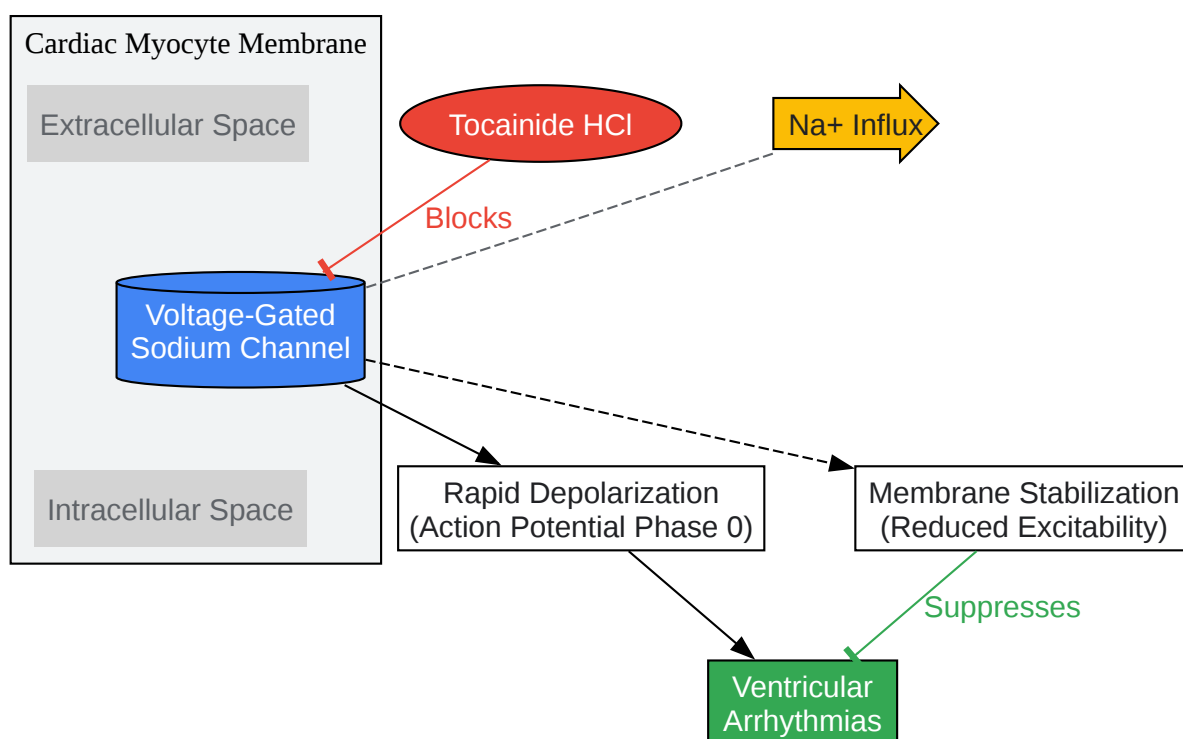 Cardiac Myocyte Membrane
Extracellular Space
Tocainide HCl
Na+ Influx
Blocks
Voltage-Gated
Sodium Channel
Rapid Depolarization
(Action Potential Phase 0)
Membrane Stabilization
(Reduced Excitability)
Intracellular Space
Suppresses
Ventricular
Arrhythmias